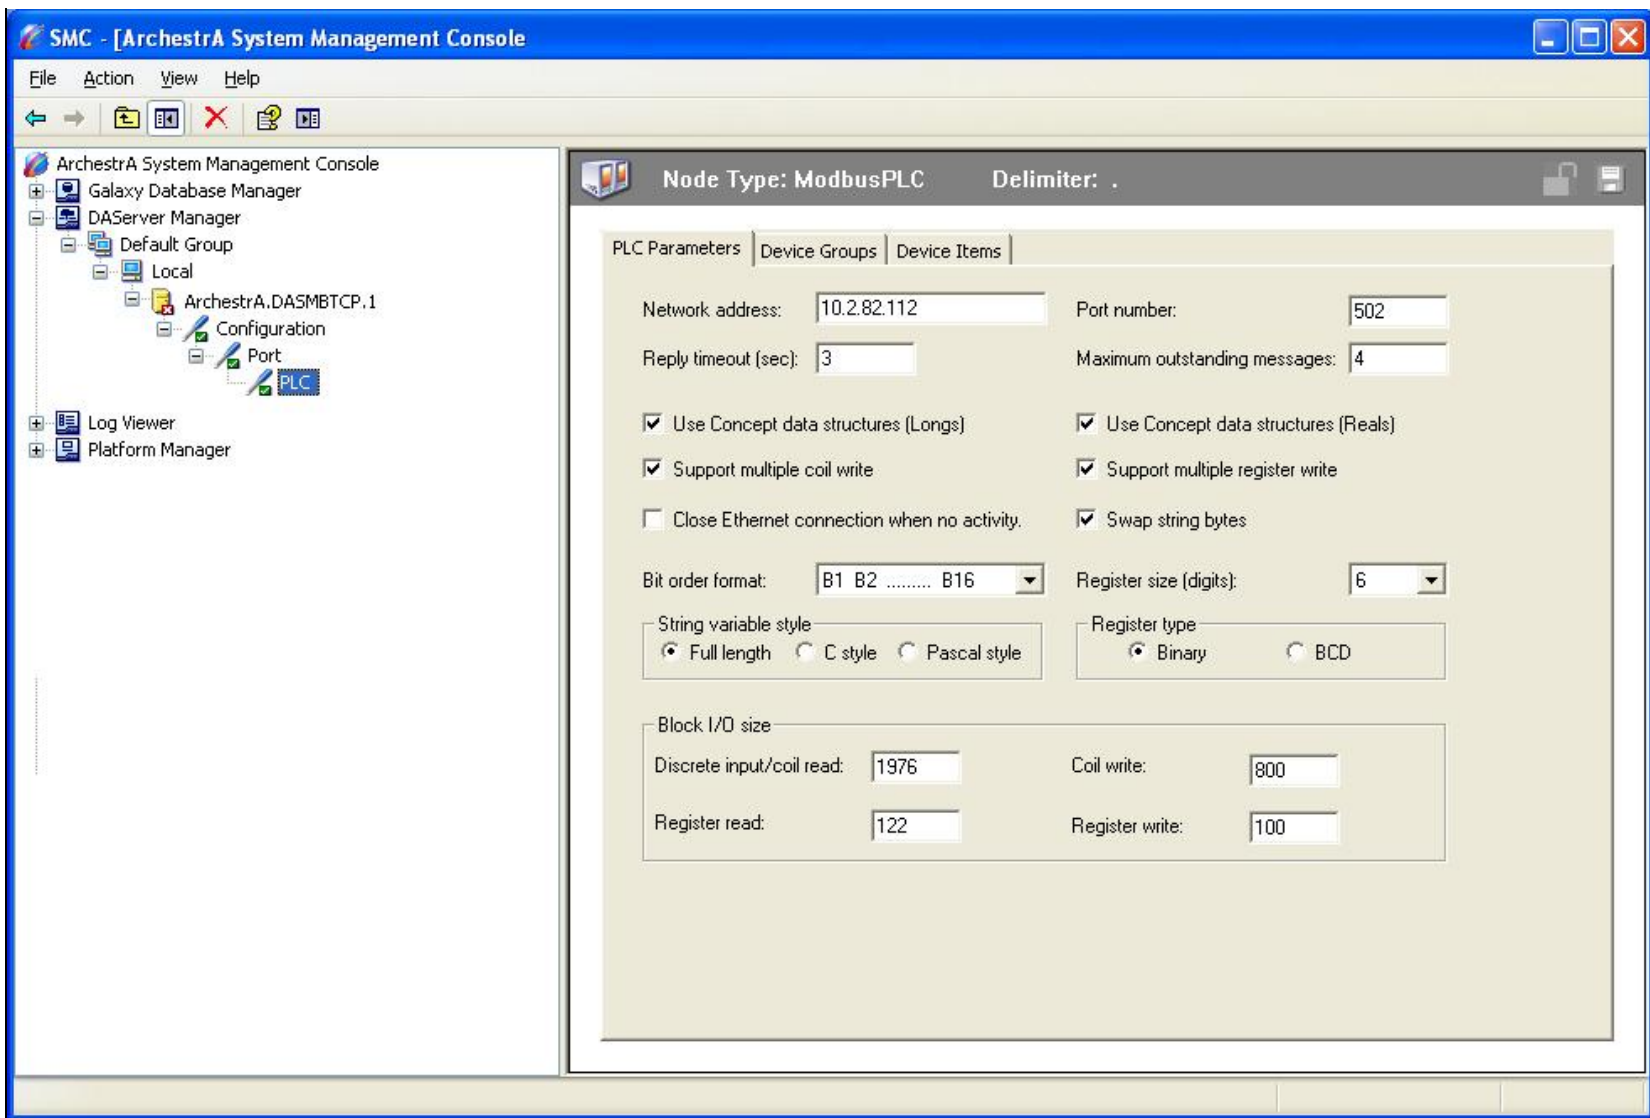 SMC - [ArchestrA System Management Console
File Action View Help
ArchestrA System Management Console
Galaxy Database Manager
DAServer Manager
Default Group
Local
ArchestrA.DASMBTCP.1
Configuration
Port
PLC
Log Viewer
Platform Manager
Node Type: ModbusPLC Delimiter: .
PLC Parameters Device Groups Device Items
Network address: 10.2.82.112 Port number: 502
Reply timeout (sec): 3 Maximum outstanding messages: 4
Use Concept data structures (Longs) Use Concept data structures (Reals)
Support multiple coil write Support multiple register write
Close Ethernet connection when no activity. Swap string bytes
Bit order format: B1 B2 ......... B16 Register size (digits): 6
String variable style Register type
Full length C style Pascal style Binary BCD
Block I/O size
Discrete input/coil read: 1976 Coil write: 800
Register read: 122 Register write: 100